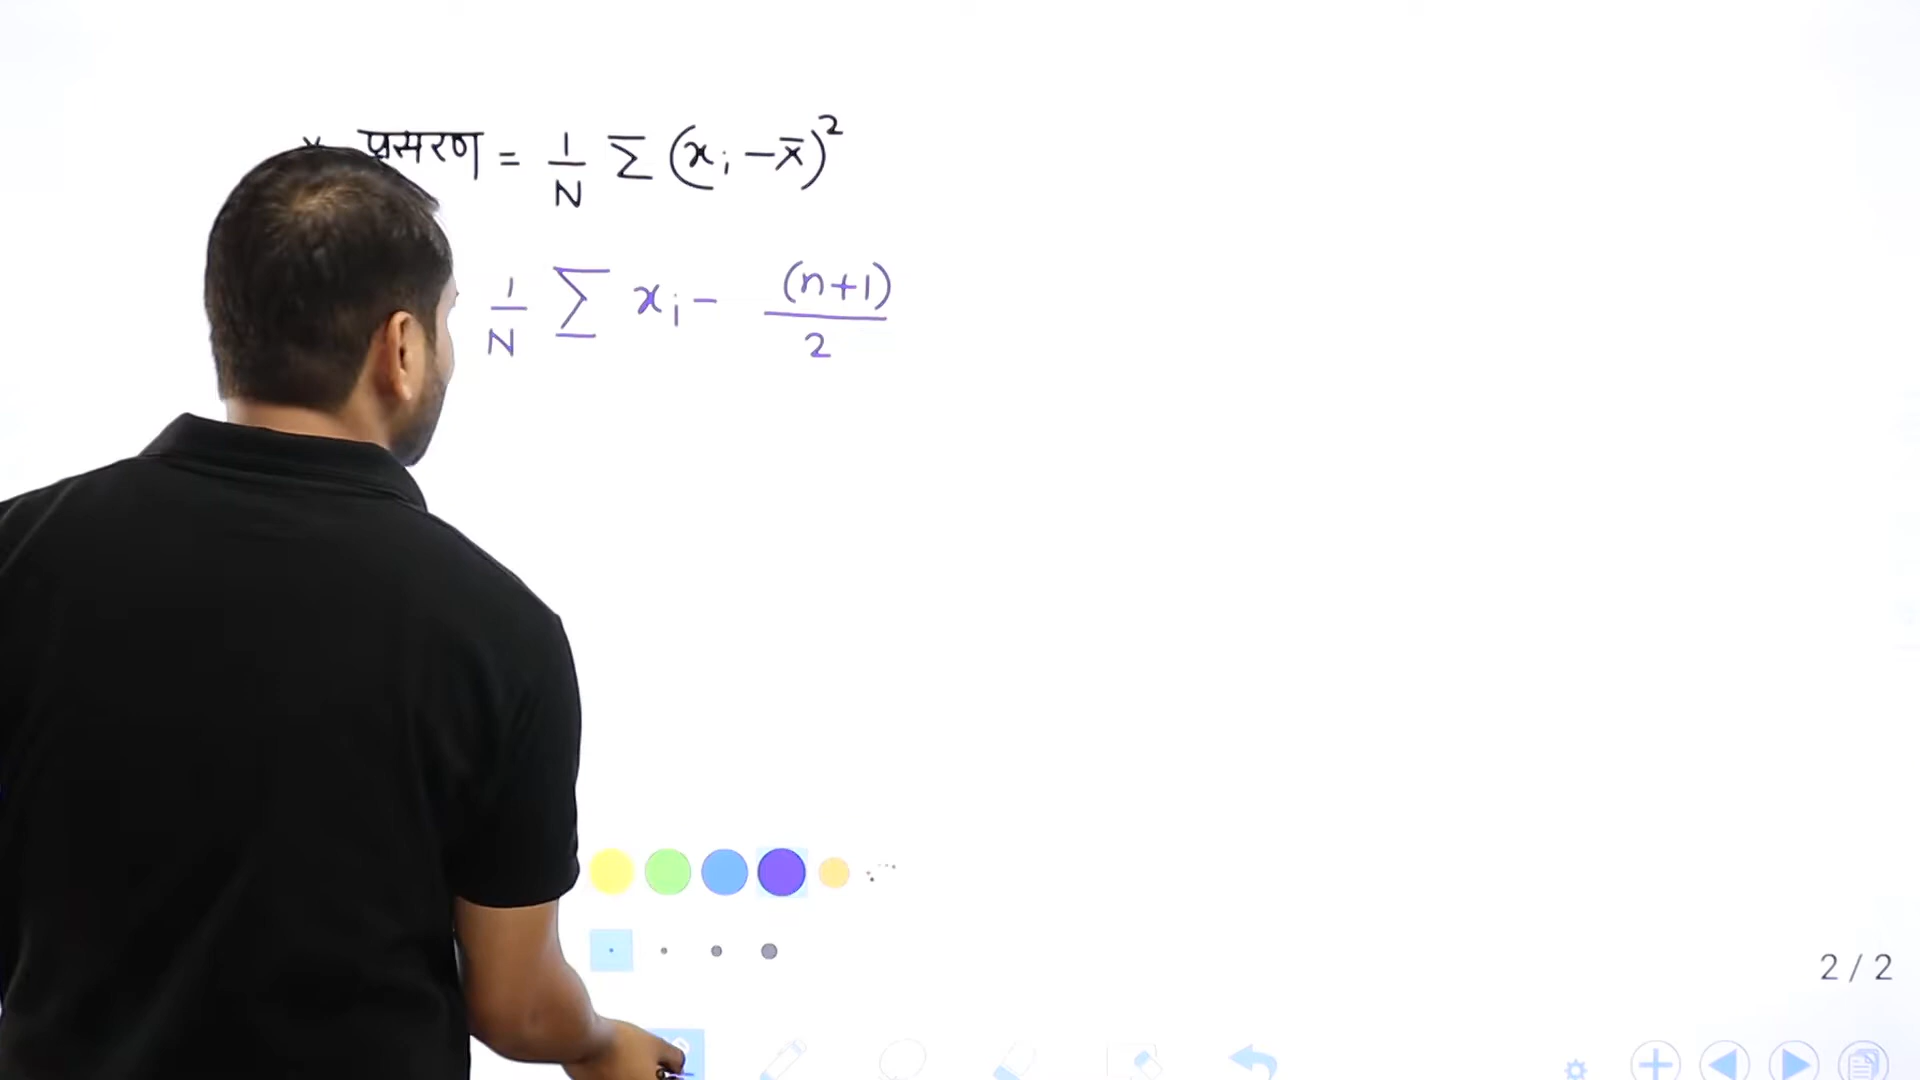 * प्रसरण = 1/N Σ (xᵢ - x̄)²
1/N Σ xᵢ - (n+1)/2
2 / 2